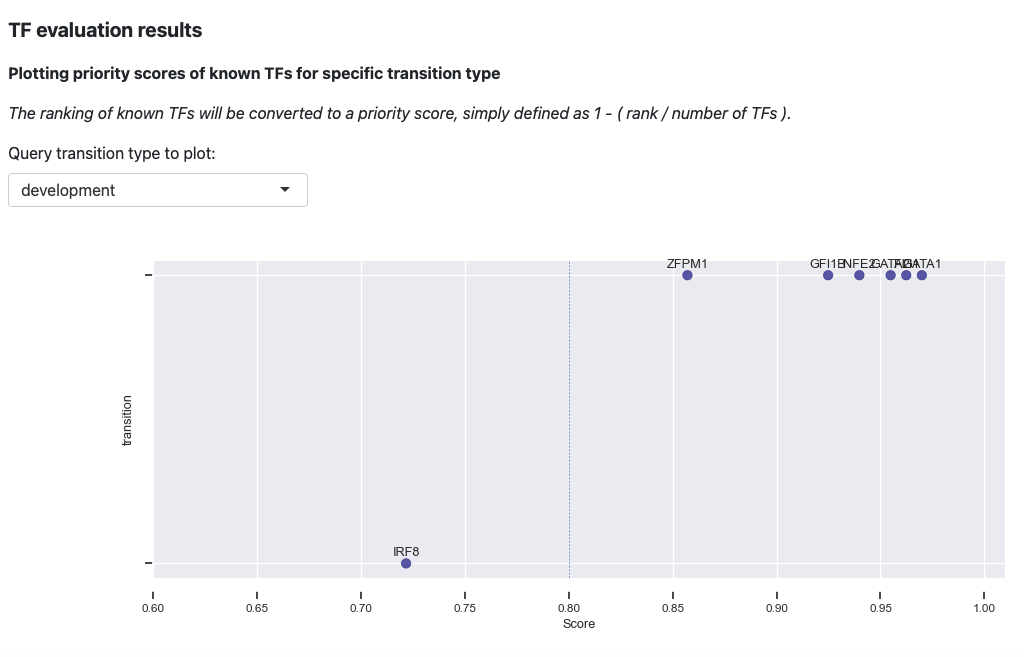 TF evaluation results
Plotting priority scores of known TFs for specific transition type
The ranking of known TFs will be converted to a priority score, simply defined as 1 - ( rank / number of TFs ).
Query transition type to plot:
development
ZFPM1 GFI1B NFE2 GATA1
transition
IRF8
0.60 0.65 0.70 0.75 0.80 0.85 0.90 0.95 1.00
Score